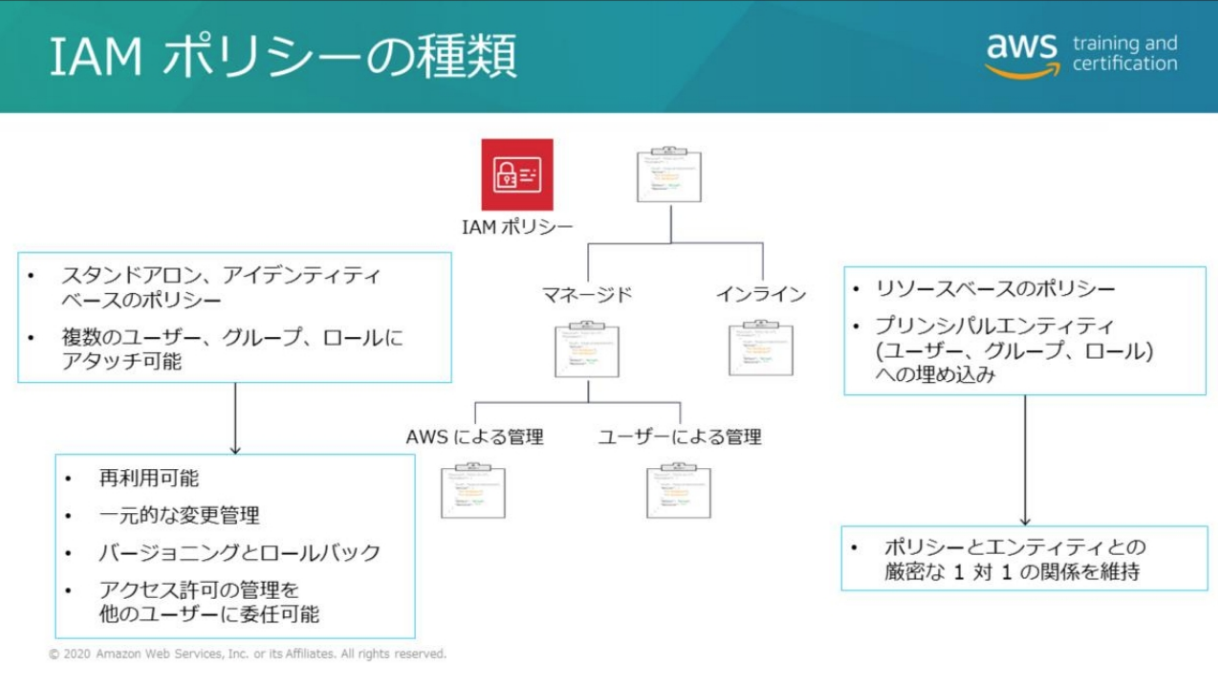 IAM ポリシーの種類
aws training and
certification
IAM ポリシー
• スタンドアロン、アイデンティティ
ベースのポリシー
• 複数のユーザー、グループ、ロールに
アタッチ可能
マネージド
インライン
• リソースベースのポリシー
• プリンシパルエンティティ
(ユーザー、グループ、ロール)
への埋め込み
AWS による管理
ユーザーによる管理
• 再利用可能
• 一元的な変更管理
• バージョニングとロールバック
• アクセス許可の管理を
他のユーザーに委任可能
• ポリシーとエンティティとの
厳密な 1 対 1 の関係を維持
© 2020 Amazon Web Services, Inc. or its Affiliates. All rights reserved.